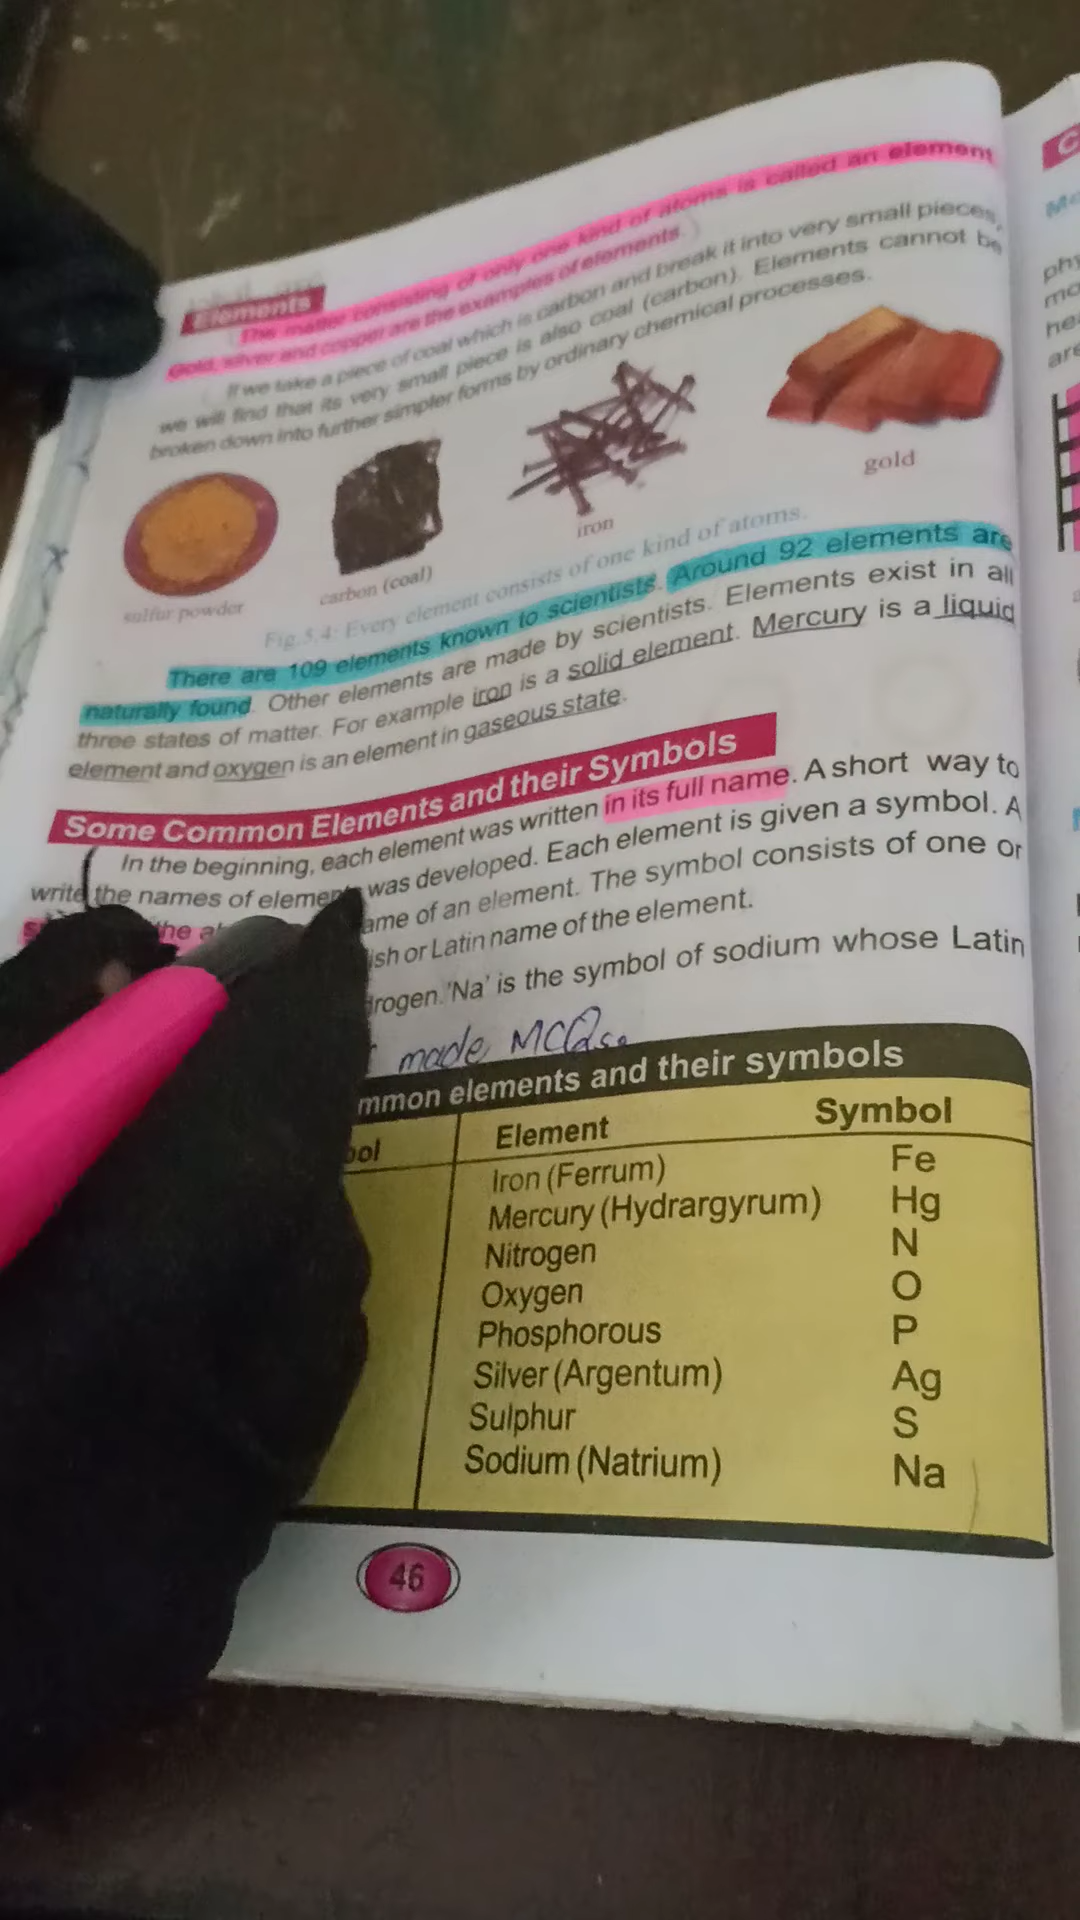 Elements
The matter consisting of only one kind of atoms is called an element
Gold, silver and copper are the examples of elements.
If we take a piece of coal which is carbon and break it into very small pieces,
we will find that its very small piece is also coal (carbon). Elements cannot be
broken down into further simpler forms by ordinary chemical processes.
sulfur powder
carbon (coal)
iron
gold
Fig.5.4: Every element consists of one kind of atoms.
There are 109 elements known to scientists. Around 92 elements are
naturally found. Other elements are made by scientists. Elements exist in all
three states of matter. For example iron is a solid element. Mercury is a liquid
element and oxygen is an element in gaseous state.
Some Common Elements and their Symbols
In the beginning, each element was written in its full name. A short way to
write the names of element was developed. Each element is given a symbol. A
the ame of an element. The symbol consists of one or
ish or Latin name of the element.
drogen. 'Na' is the symbol of sodium whose Latin
made MCQs.
mmon elements and their symbols
bol Element Symbol
Iron (Ferrum) Fe
Mercury (Hydrargyrum) Hg
Nitrogen N
Oxygen O
Phosphorous P
Silver (Argentum) Ag
Sulphur S
Sodium (Natrium) Na
46
C
Mo
phy
mo
hea
are